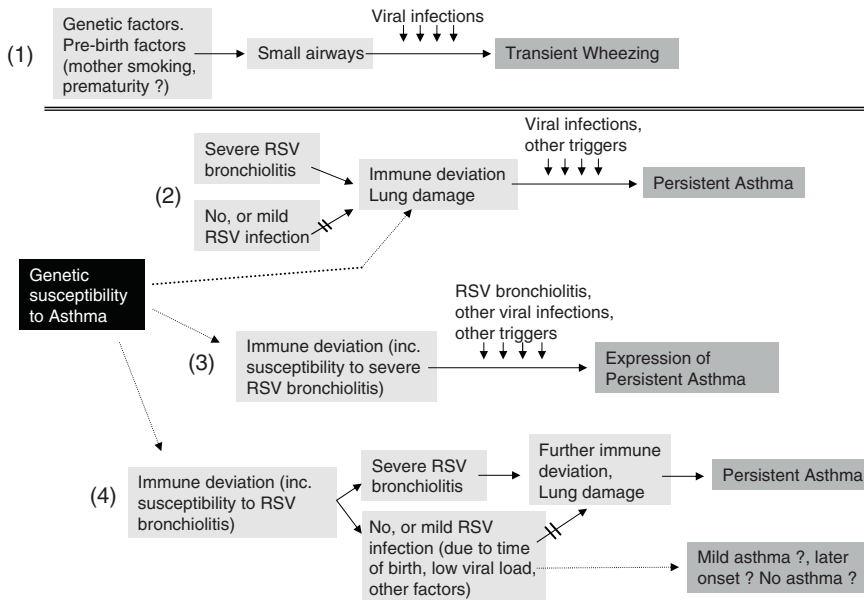 (1)
Genetic factors.
Pre-birth factors
(mother smoking,
prematurity ?)
Small airways
Viral infections
Transient Wheezing
Genetic
susceptibility
to Asthma
(2)
Severe RSV
bronchiolitis
No, or mild
RSV infection
Immune deviation
Lung damage
Viral infections,
other triggers
Persistent Asthma
(3)
Immune deviation (inc.
susceptibility to severe
RSV bronchiolitis)
RSV bronchiolitis,
other viral infections,
other triggers
Expression of
Persistent Asthma
(4)
Immune deviation (inc.
susceptibility to RSV
bronchiolitis)
Severe RSV
bronchiolitis
No, or mild RSV
infection (due to time
of birth, low viral load,
other factors)
Further immune
deviation,
Lung damage
Persistent Asthma
Mild asthma ?, later
onset ? No asthma ?